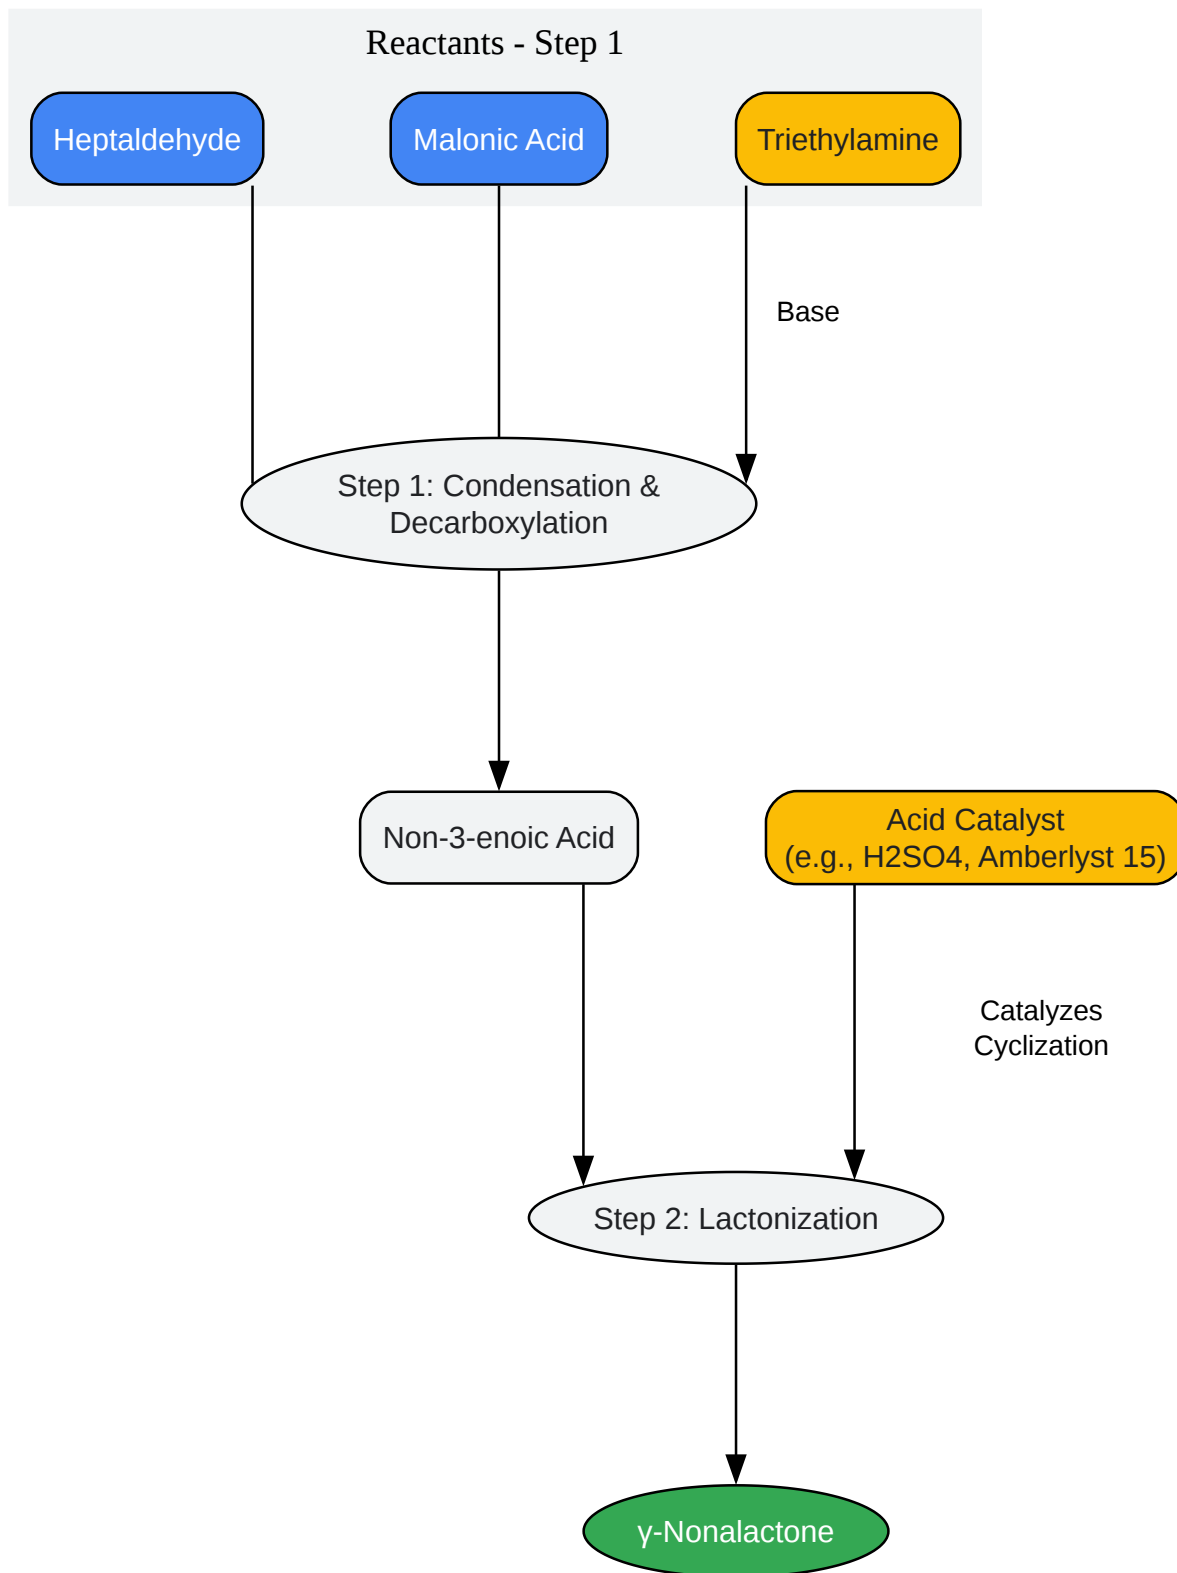 Reactants - Step 1
Heptaldehyde
Malonic Acid
Triethylamine
Base
Step 1: Condensation &
Decarboxylation
Non-3-enoic Acid
Acid Catalyst
(e.g., H2SO4, Amberlyst 15)
Catalyzes
Cyclization
Step 2: Lactonization
γ-Nonalactone